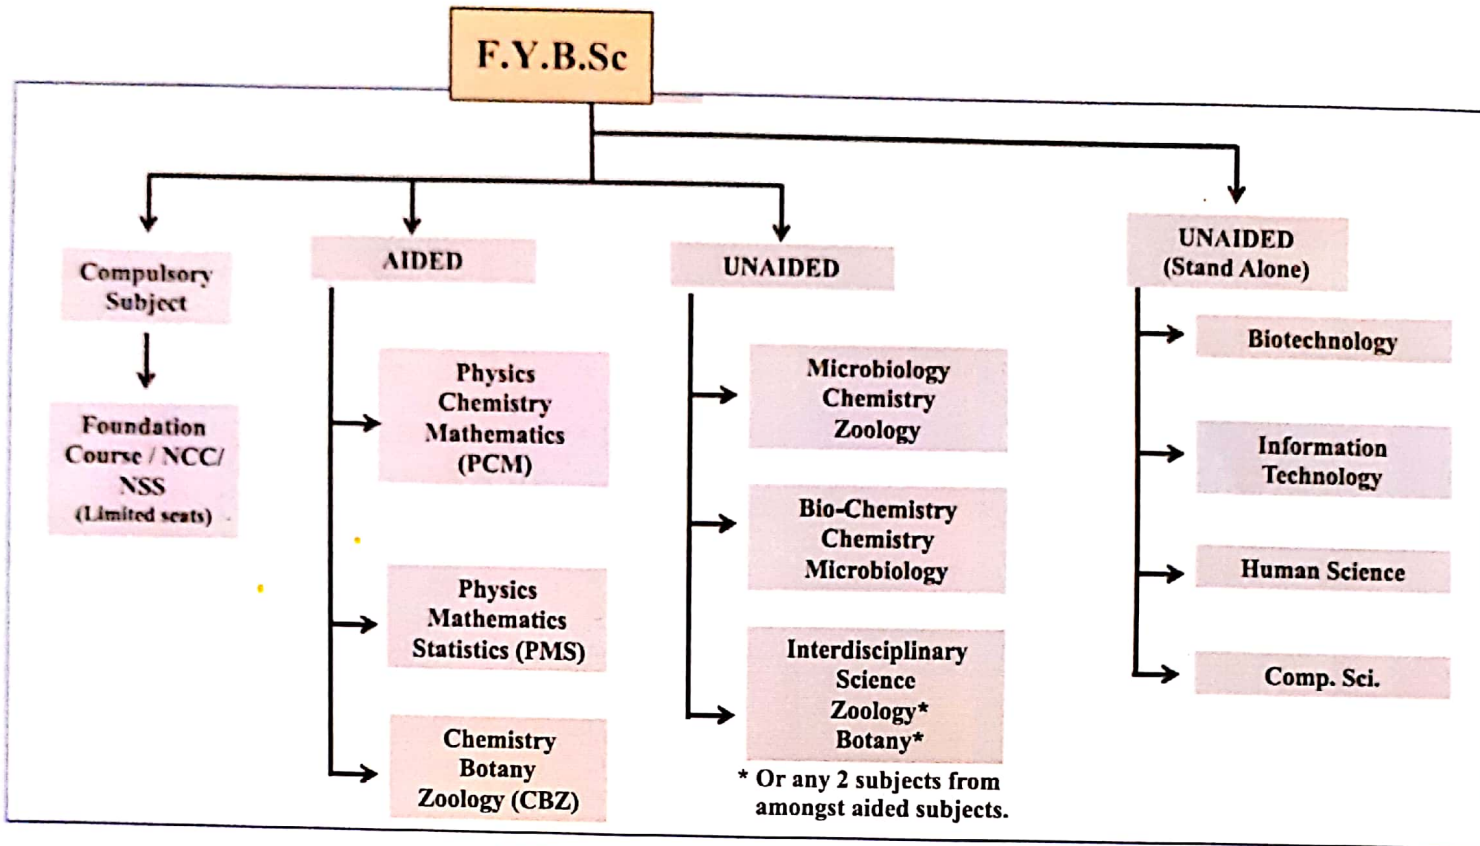 F.Y.B.Sc
Compulsory
Subject
Foundation
Course / NCC/
NSS
(Limited seats)
AIDED
Physics
Chemistry
Mathematics
(PCM)
Physics
Mathematics
Statistics (PMS)
Chemistry
Botany
Zoology (CBZ)
UNAIDED
Microbiology
Chemistry
Zoology
Bio-Chemistry
Chemistry
Microbiology
Interdisciplinary
Science
Zoology*
Botany*
* Or any 2 subjects from
amongst aided subjects.
UNAIDED
(Stand Alone)
Biotechnology
Information
Technology
Human Science
Comp. Sci.